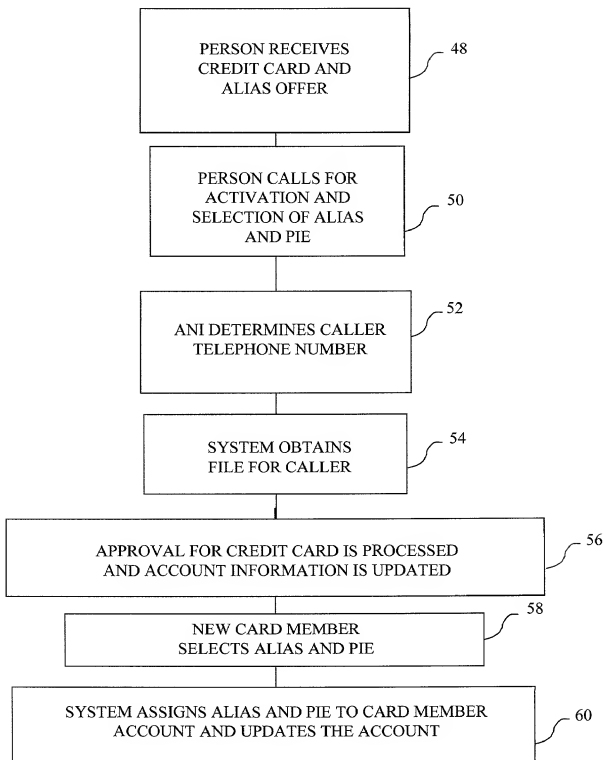 PERSON RECEIVES
CREDIT CARD AND
ALIAS OFFER
48
PERSON CALLS FOR
ACTIVATION AND
SELECTION OF ALIAS
AND PIE
50
ANI DETERMINES CALLER
TELEPHONE NUMBER
52
SYSTEM OBTAINS
FILE FOR CALLER
54
APPROVAL FOR CREDIT CARD IS PROCESSED
AND ACCOUNT INFORMATION IS UPDATED
56
NEW CARD MEMBER
SELECTS ALIAS AND PIE
58
SYSTEM ASSIGNS ALIAS AND PIE TO CARD MEMBER
ACCOUNT AND UPDATES THE ACCOUNT
60